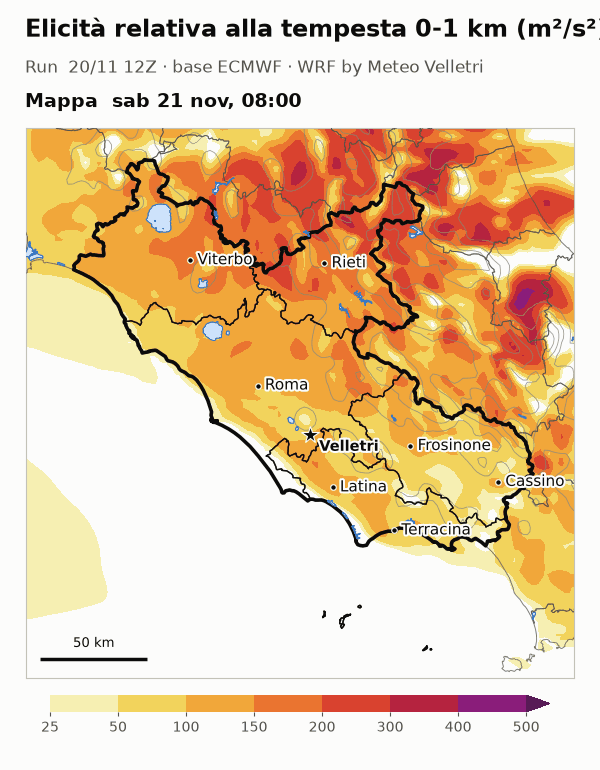 Elicità relativa alla tempesta 0-1 km (m²/s²)
Run  20/11 12Z · base ECMWF · WRF by Meteo Velletri
Mappa  sab 21 nov, 08:00
Viterbo
Rieti
Roma
Velletri
Frosinone
Cassino
Latina
Terracina
50 km
25 50 100 150 200 300 400 500